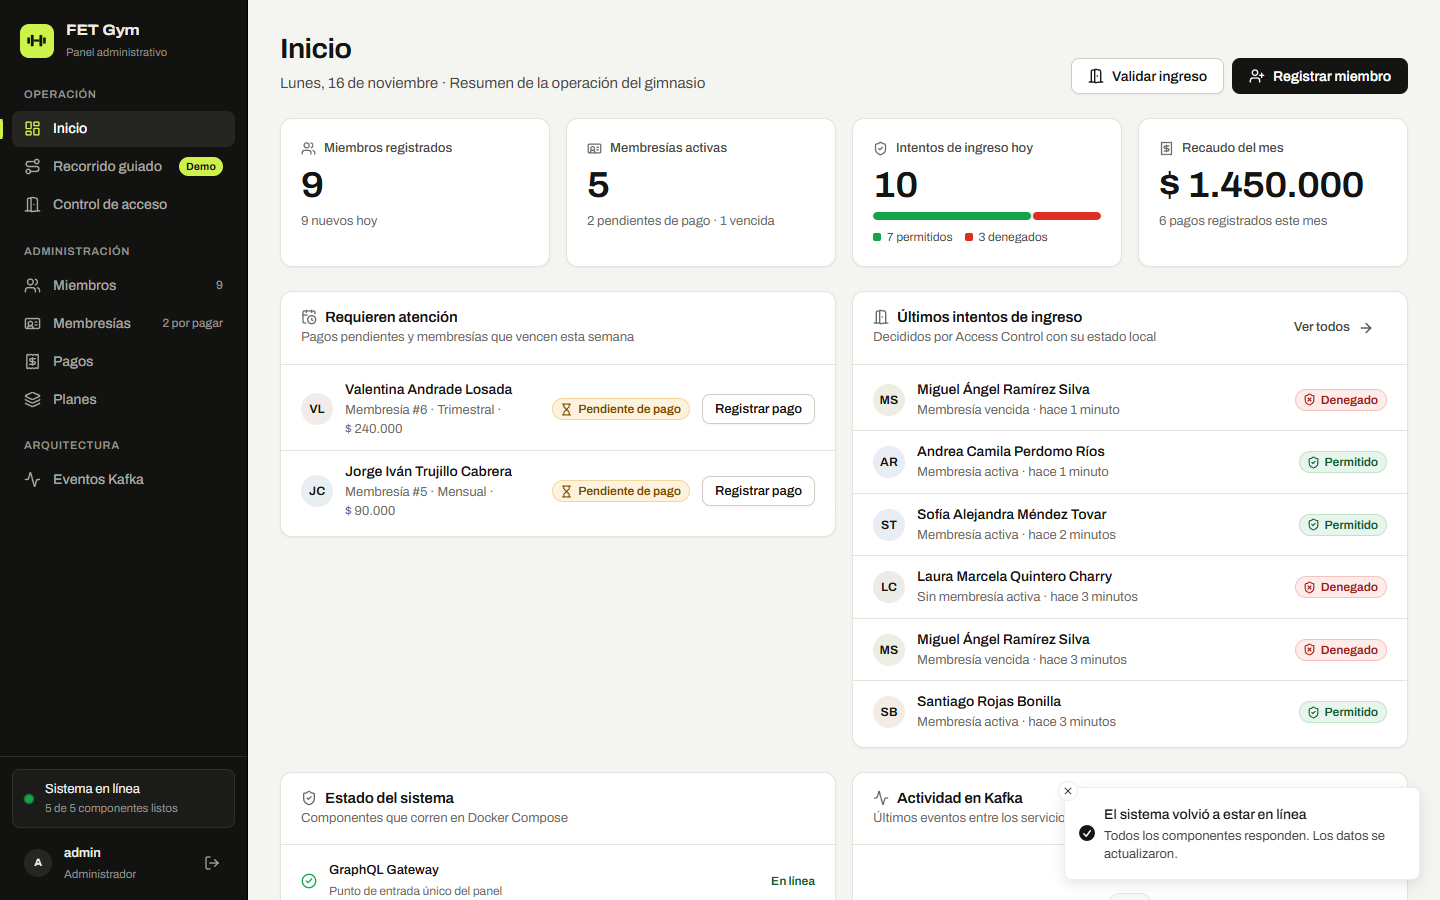 FET Gym
Panel administrativo
OPERACIÓN
Inicio
Recorrido guiado Demo
Control de acceso
ADMINISTRACIÓN
Miembros 9
Membresías 2 por pagar
Pagos
Planes
ARQUITECTURA
Eventos Kafka
Sistema en línea
5 de 5 componentes listos
A
admin
Administrador
Inicio
Lunes, 16 de noviembre · Resumen de la operación del gimnasio
Validar ingreso
Registrar miembro
Miembros registrados
9
9 nuevos hoy
Membresías activas
5
2 pendientes de pago · 1 vencida
Intentos de ingreso hoy
10
7 permitidos 3 denegados
Recaudo del mes
$ 1.450.000
6 pagos registrados este mes
Requieren atención
Pagos pendientes y membresías que vencen esta semana
VL
Valentina Andrade Losada
Membresía #6 · Trimestral ·
$ 240.000
Pendiente de pago
Registrar pago
JC
Jorge Iván Trujillo Cabrera
Membresía #5 · Mensual ·
$ 90.000
Pendiente de pago
Registrar pago
Últimos intentos de ingreso
Decididos por Access Control con su estado local
Ver todos
MS
Miguel Ángel Ramírez Silva
Membresía vencida · hace 1 minuto
Denegado
AR
Andrea Camila Perdomo Ríos
Membresía activa · hace 1 minuto
Permitido
ST
Sofía Alejandra Méndez Tovar
Membresía activa · hace 2 minutos
Permitido
LC
Laura Marcela Quintero Charry
Sin membresía activa · hace 3 minutos
Denegado
MS
Miguel Ángel Ramírez Silva
Membresía vencida · hace 3 minutos
Denegado
SB
Santiago Rojas Bonilla
Membresía activa · hace 3 minutos
Permitido
Estado del sistema
Componentes que corren en Docker Compose
GraphQL Gateway
Punto de entrada único del panel
En línea
Actividad en Kafka
Últimos eventos entre los servicio
El sistema volvió a estar en línea
Todos los componentes responden. Los datos se
actualizaron.